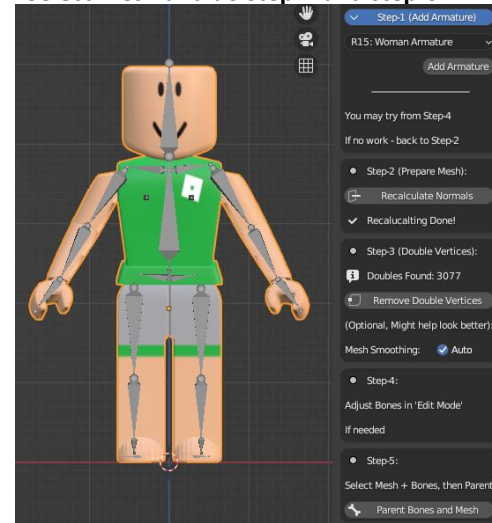 Step-1 (Add Armature)
R15: Woman Armature
Add Armature
You may try from Step-4
If no work - back to Step-2
Step-2 (Prepare Mesh):
Recalculate Normals
Recalucalting Done!
Step-3 (Double Vertices):
Doubles Found: 3077
Remove Double Vertices
(Optional, Might help look better):
Mesh Smoothing: Auto
Step-4:
Adjust Bones in 'Edit Mode'
If needed
Step-5:
Select Mesh + Bones, then Parent
Parent Bones and Mesh